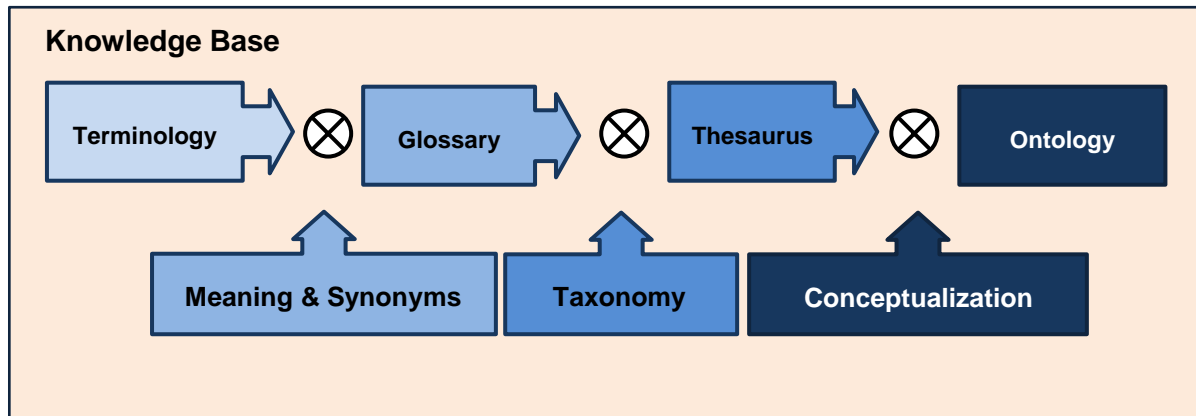 Knowledge Base
Terminology
Glossary
Thesaurus
Ontology
Meaning & Synonyms
Taxonomy
Conceptualization